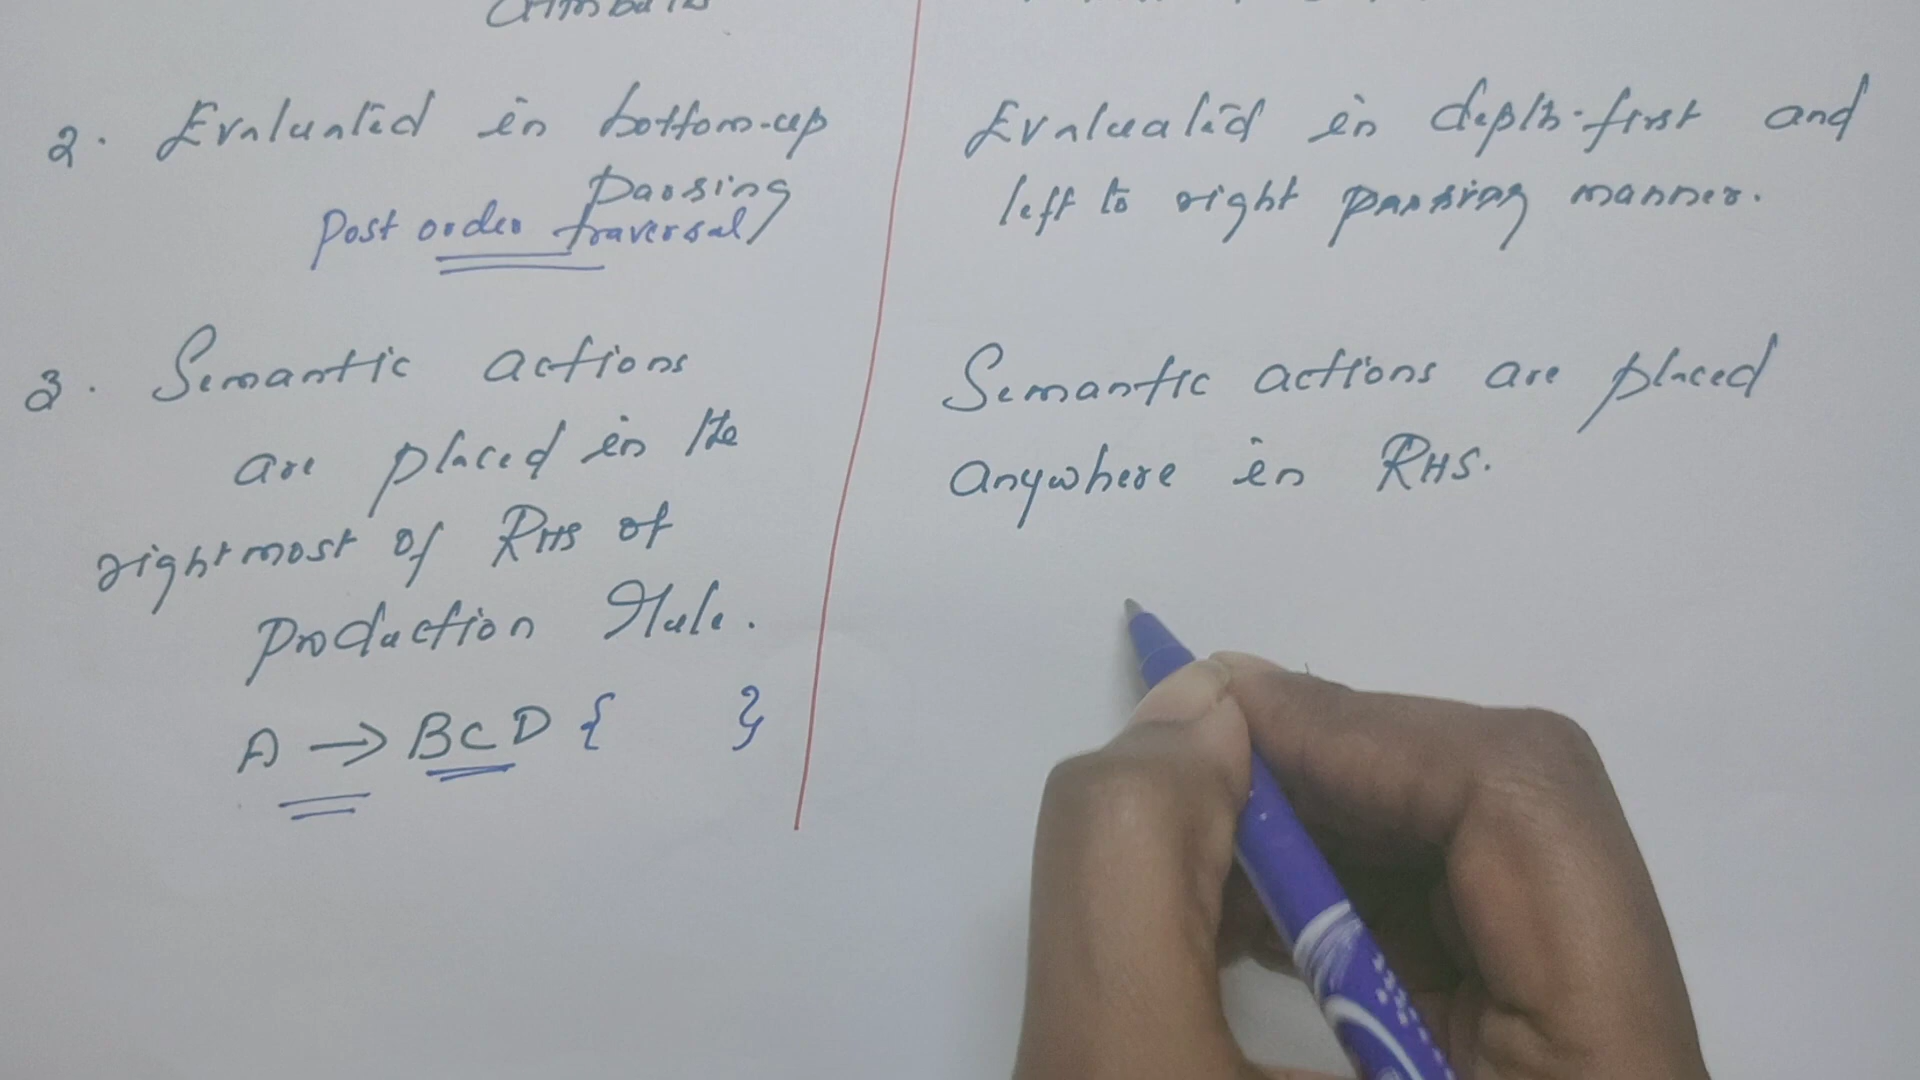 2. Evaluated in bottom-up
parsing
Post order traversal
3. Semantic actions
are placed in the
rightmost of RHS of
production rule.
A → BCD { }
Evaluated in depth-first and
left to right parsing manner.
Semantic actions are placed
anywhere in RHS.